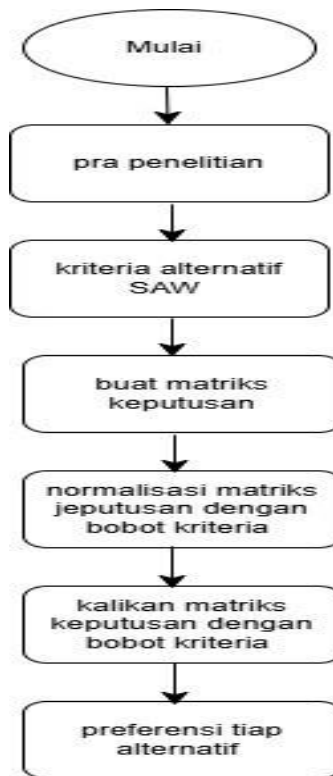 Mulai
pra penelitian
kriteria alternatif
SAW
buat matriks
keputusan
normalisasi matriks
jeputusan dengan
bobot kriteria
kalikan matriks
keputusan dengan
bobot kriteria
preferensi tiap
alternatif